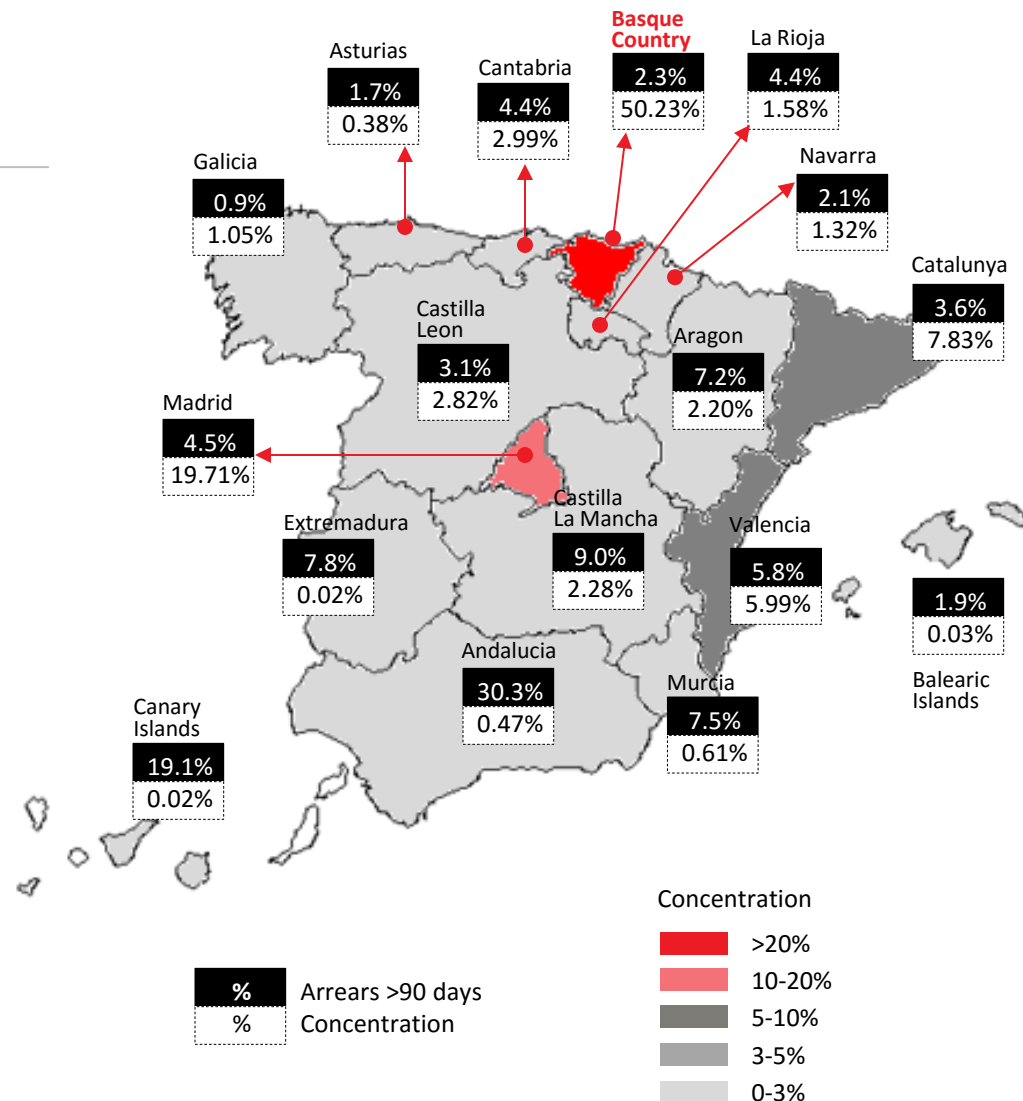 Asturias
1.7%
0.38%
Cantabria
4.4%
2.99%
Basque
Country
2.3%
50.23%
La Rioja
4.4%
1.58%
Galicia
0.9%
1.05%
Navarra
2.1%
1.32%
Catalunya
3.6%
7.83%
Castilla
Leon
3.1%
2.82%
Aragon
7.2%
2.20%
Madrid
4.5%
19.71%
Extremadura
7.8%
0.02%
Castilla
La Mancha
9.0%
2.28%
Valencia
5.8%
5.99%
1.9%
0.03%
Balearic
Islands
Andalucia
30.3%
0.47%
Murcia
7.5%
0.61%
Canary
Islands
19.1%
0.02%
% Arrears >90 days
% Concentration
Concentration
>20%
10-20%
5-10%
3-5%
0-3%